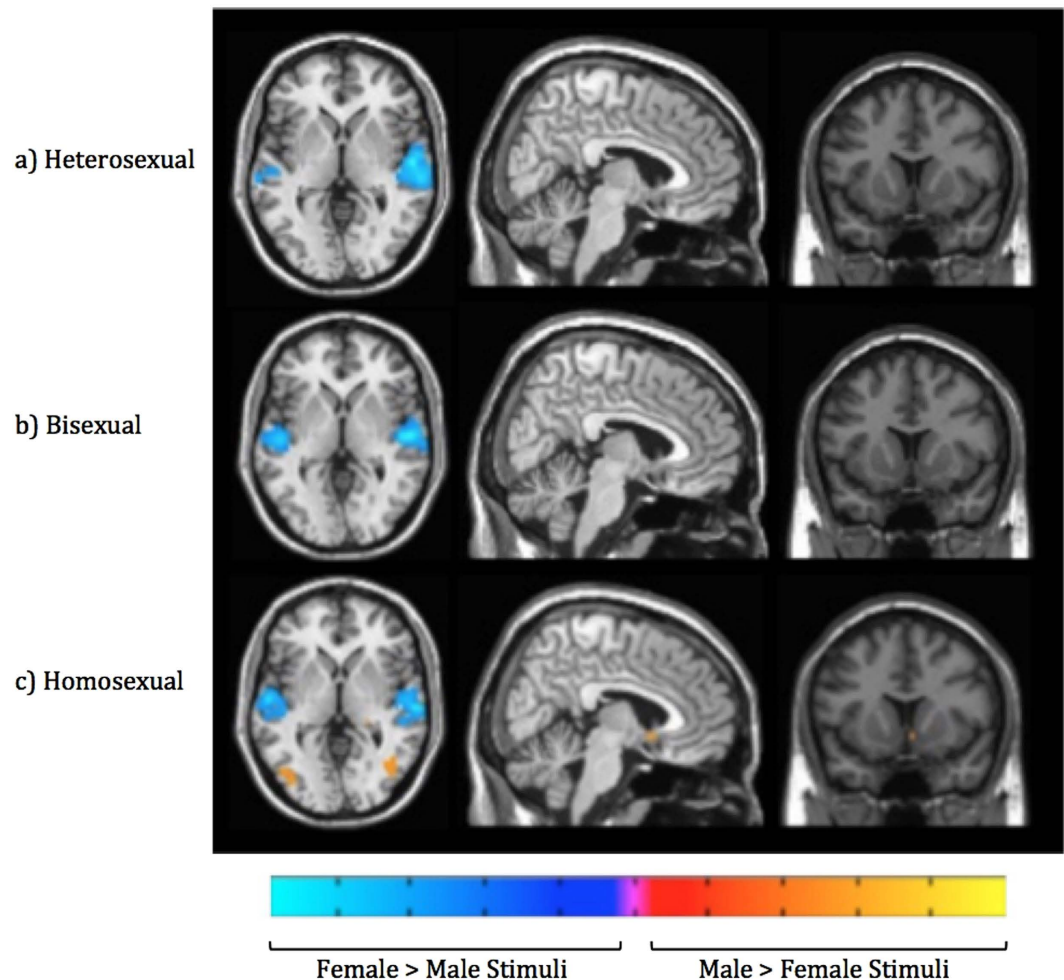 a) Heterosexual
b) Bisexual
c) Homosexual
Female > Male Stimuli
Male > Female Stimuli